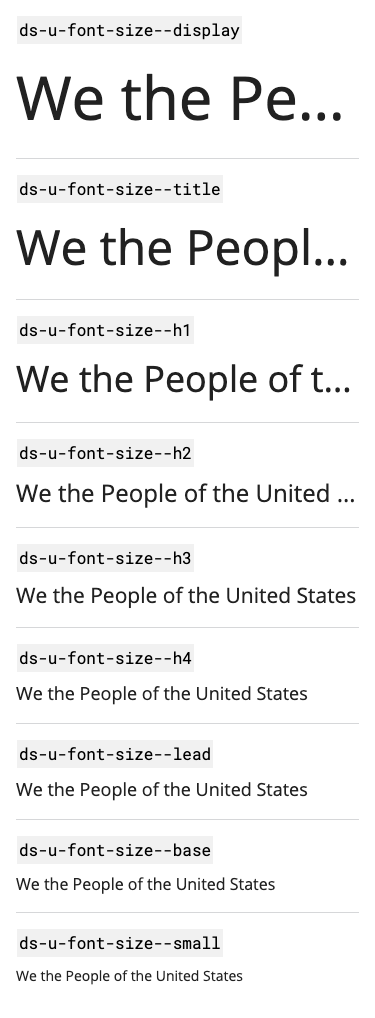 ds-u-font-size--display
We the Pe...
ds-u-font-size--title
We the Peopl...
ds-u-font-size--h1
We the People of t...
ds-u-font-size--h2
We the People of the United ...
ds-u-font-size--h3
We the People of the United States
ds-u-font-size--h4
We the People of the United States
ds-u-font-size--lead
We the People of the United States
ds-u-font-size--base
We the People of the United States
ds-u-font-size--small
We the People of the United States